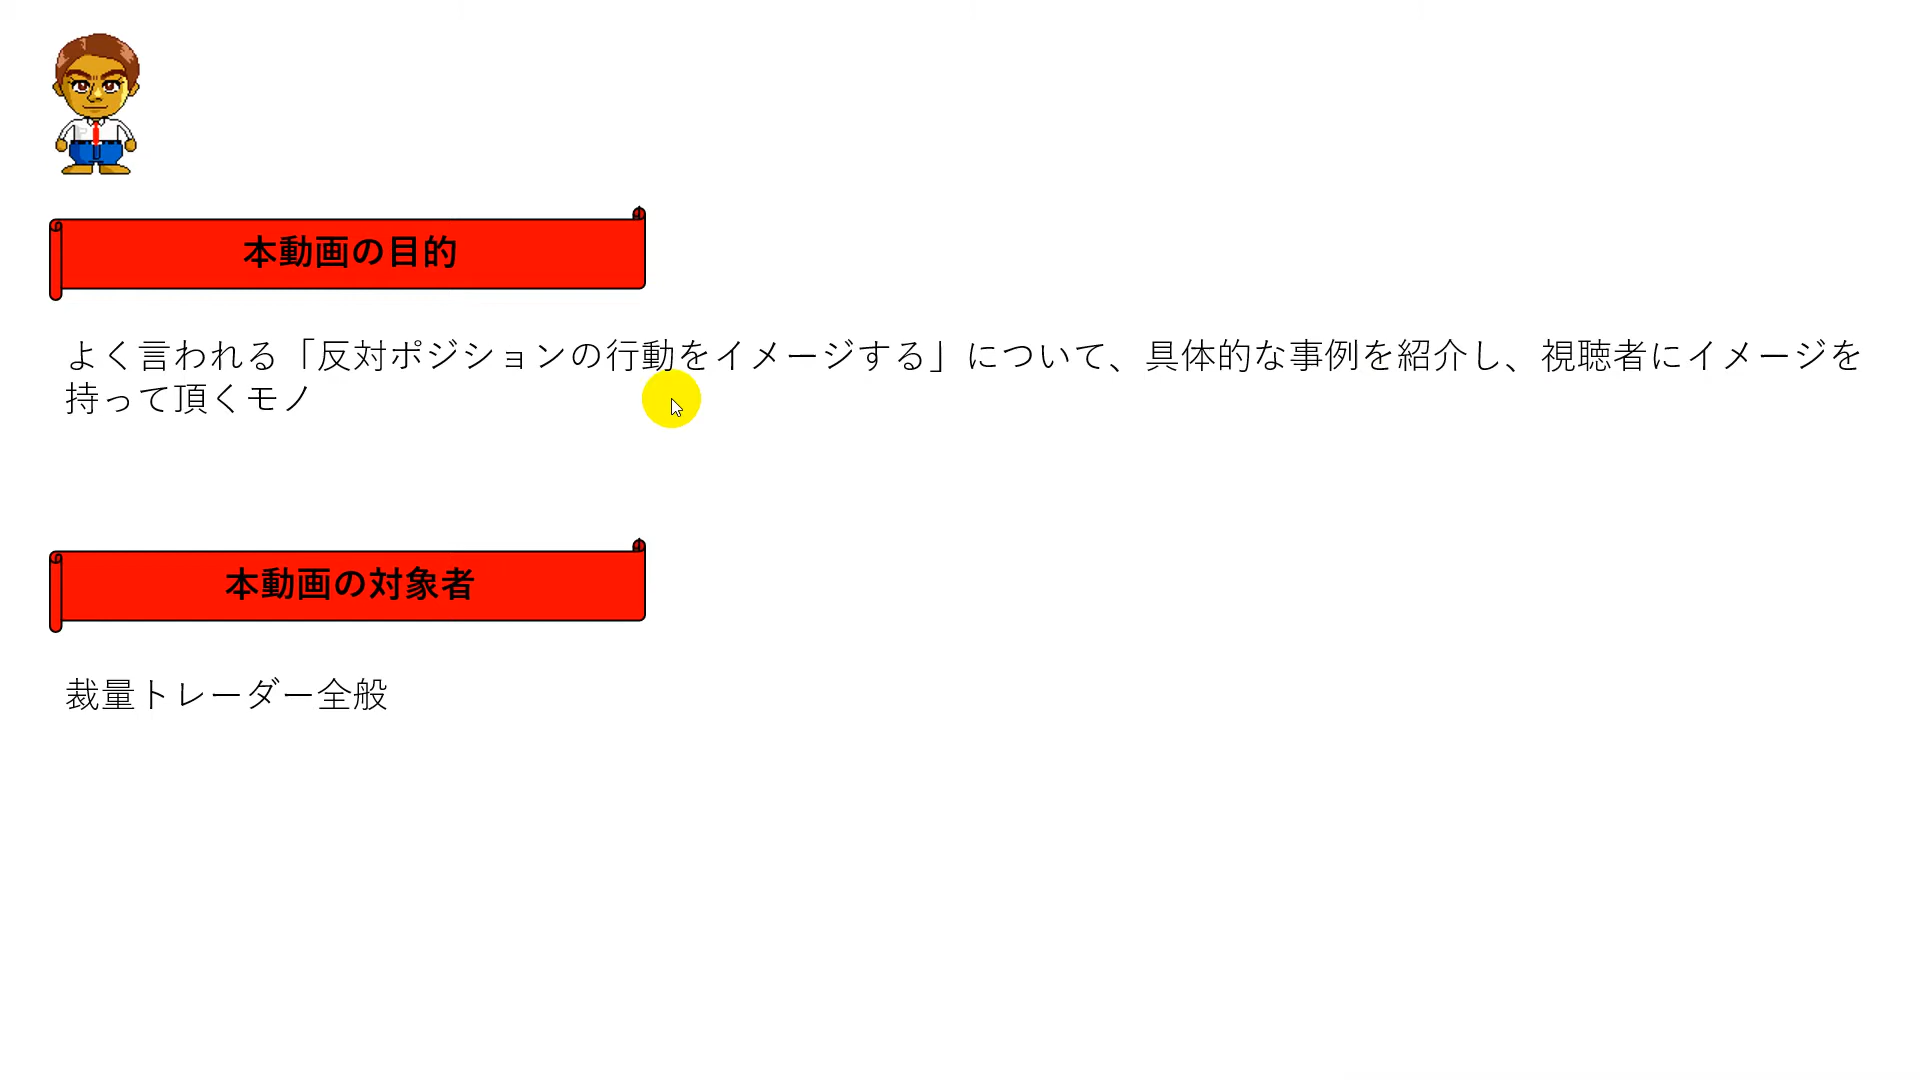 本動画の目的
よく言われる「反対ポジションの行動をイメージする」について、具体的な事例を紹介し、視聴者にイメージを
持って頂くモノ
本動画の対象者
裁量トレーダー全般